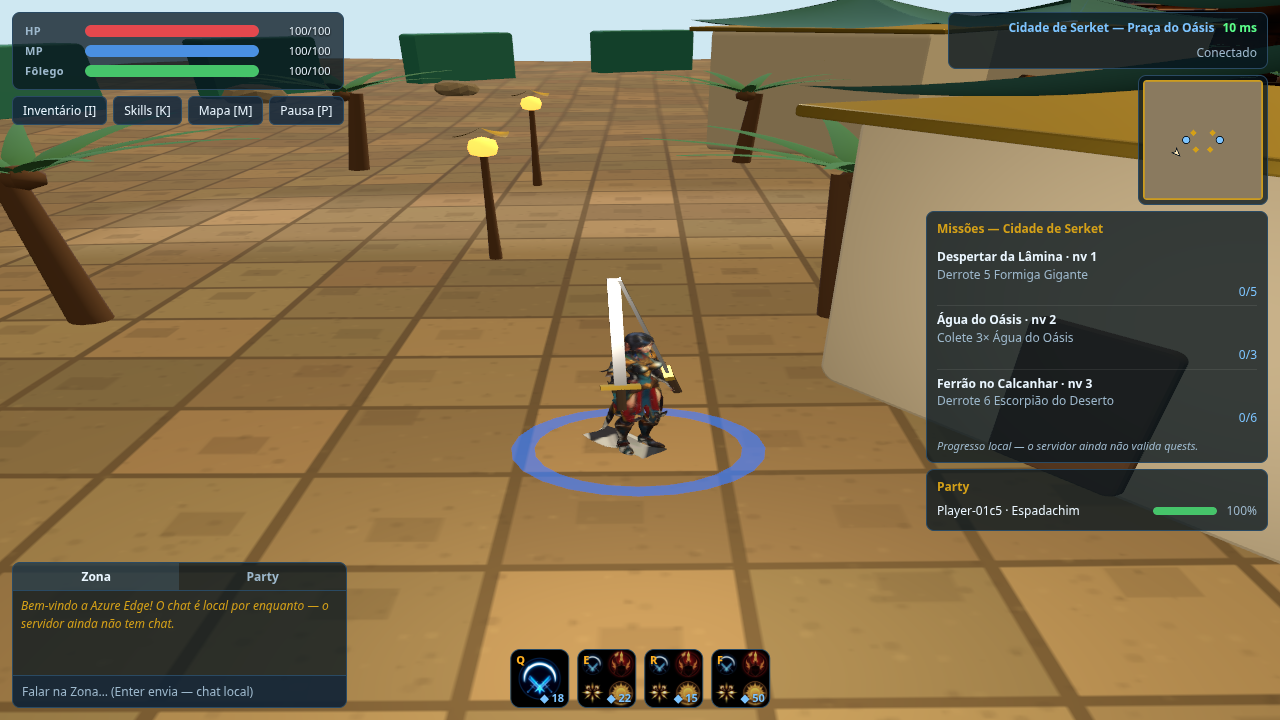 HP 100/100
MP 100/100
Fôlego 100/100
Inventário [I] Skills [K] Mapa [M] Pausa [P]
Cidade de Serket — Praça do Oásis 10 ms
Conectado
Missões — Cidade de Serket
Despertar da Lâmina · nv 1
Derrote 5 Formiga Gigante
0/5
Água do Oásis · nv 2
Colete 3× Água do Oásis
0/3
Ferrão no Calcanhar · nv 3
Derrote 6 Escorpião do Deserto
0/6
Progresso local — o servidor ainda não valida quests.
Party
Player-01c5 · Espadachim 100%
Zona Party
Bem-vindo a Azure Edge! O chat é local por enquanto — o
servidor ainda não tem chat.
Falar na Zona... (Enter envia — chat local)
Q E R F
18 22 15 50